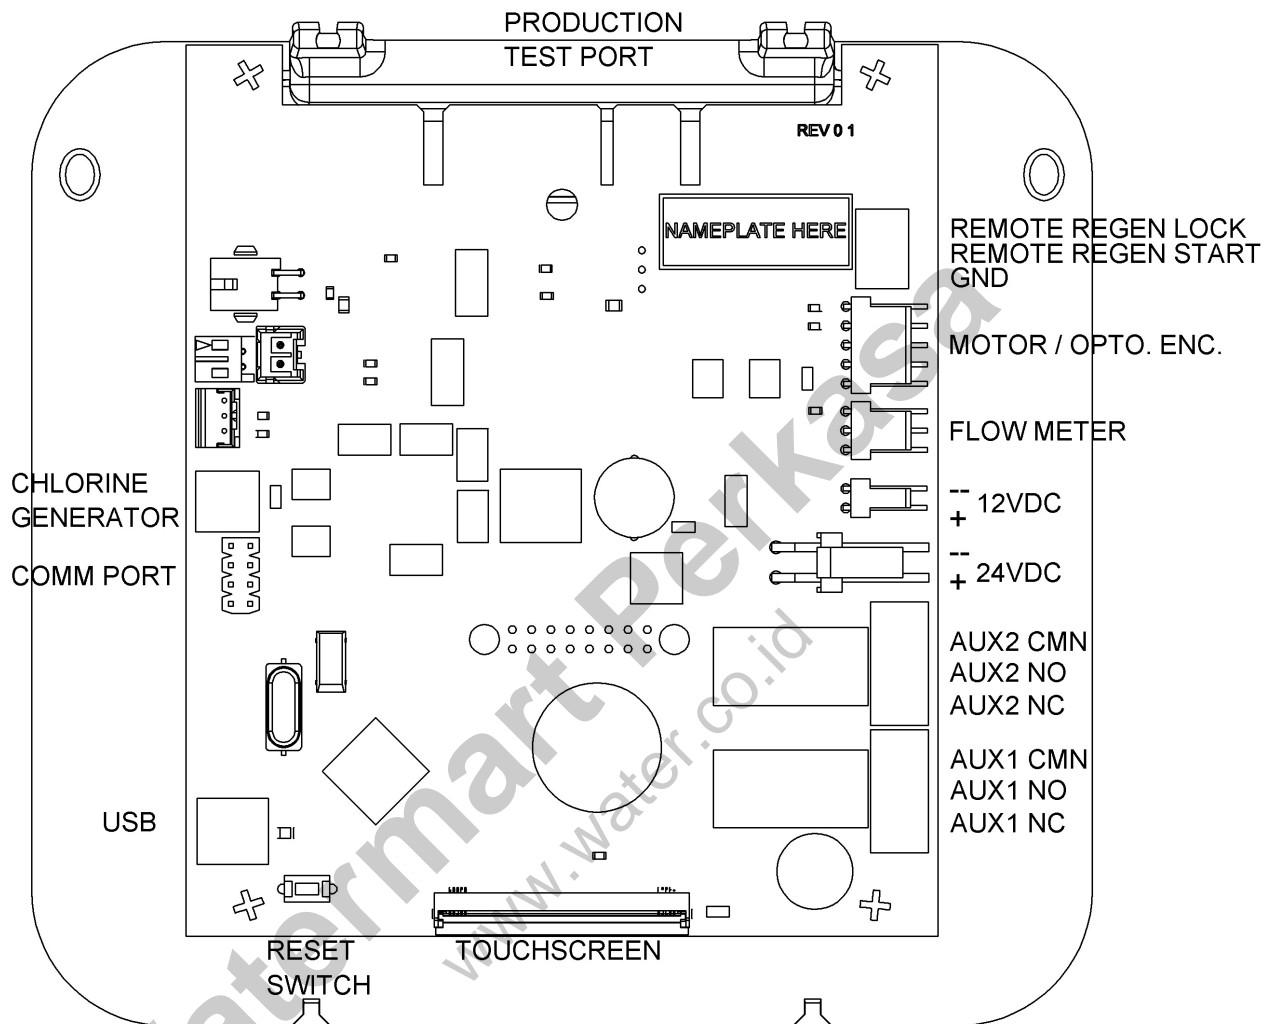 PRODUCTION
TEST PORT
REV 0 1
NAMEPLATE HERE
REMOTE REGEN LOCK
REMOTE REGEN START
GND
MOTOR / OPTO. ENC.
FLOW METER
CHLORINE
GENERATOR
--
+ 12VDC
COMM PORT
--
+ 24VDC
AUX2 CMN
AUX2 NO
AUX2 NC
AUX1 CMN
AUX1 NO
AUX1 NC
USB
RESET
SWITCH
TOUCHSCREEN
Watermart Perkasa
www.water.co.id